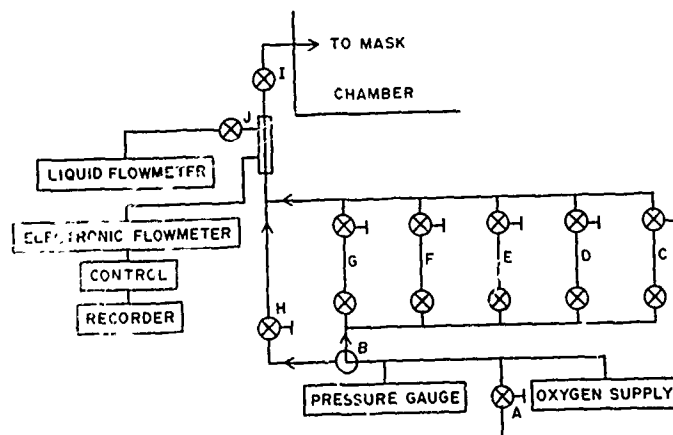 TO MASK
I
CHAMBER
J
LIQUID FLOWMETER
ELECTRONIC FLOWMETER
G
F
E
D
C
CONTROL
H
RECORDER
B
PRESSURE GAUGE
A
OXYGEN SUPPLY